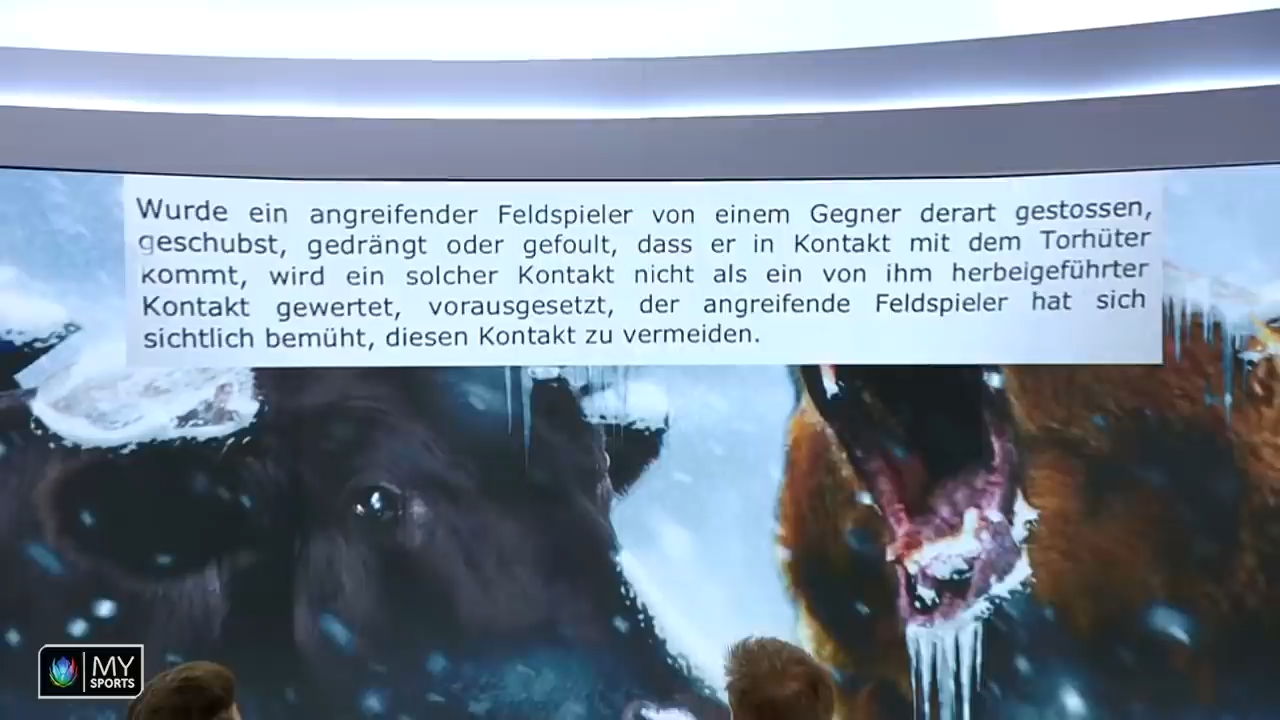 Wurde ein angreifender Feldspieler von einem Gegner derart gestossen,
geschubst, gedrängt oder gefoult, dass er in Kontakt mit dem Torhüter
kommt, wird ein solcher Kontakt nicht als ein von ihm herbeigeführter
Kontakt gewertet, vorausgesetzt, der angreifende Feldspieler hat sich
sichtlich bemüht, diesen Kontakt zu vermeiden.
MY
SPORTS